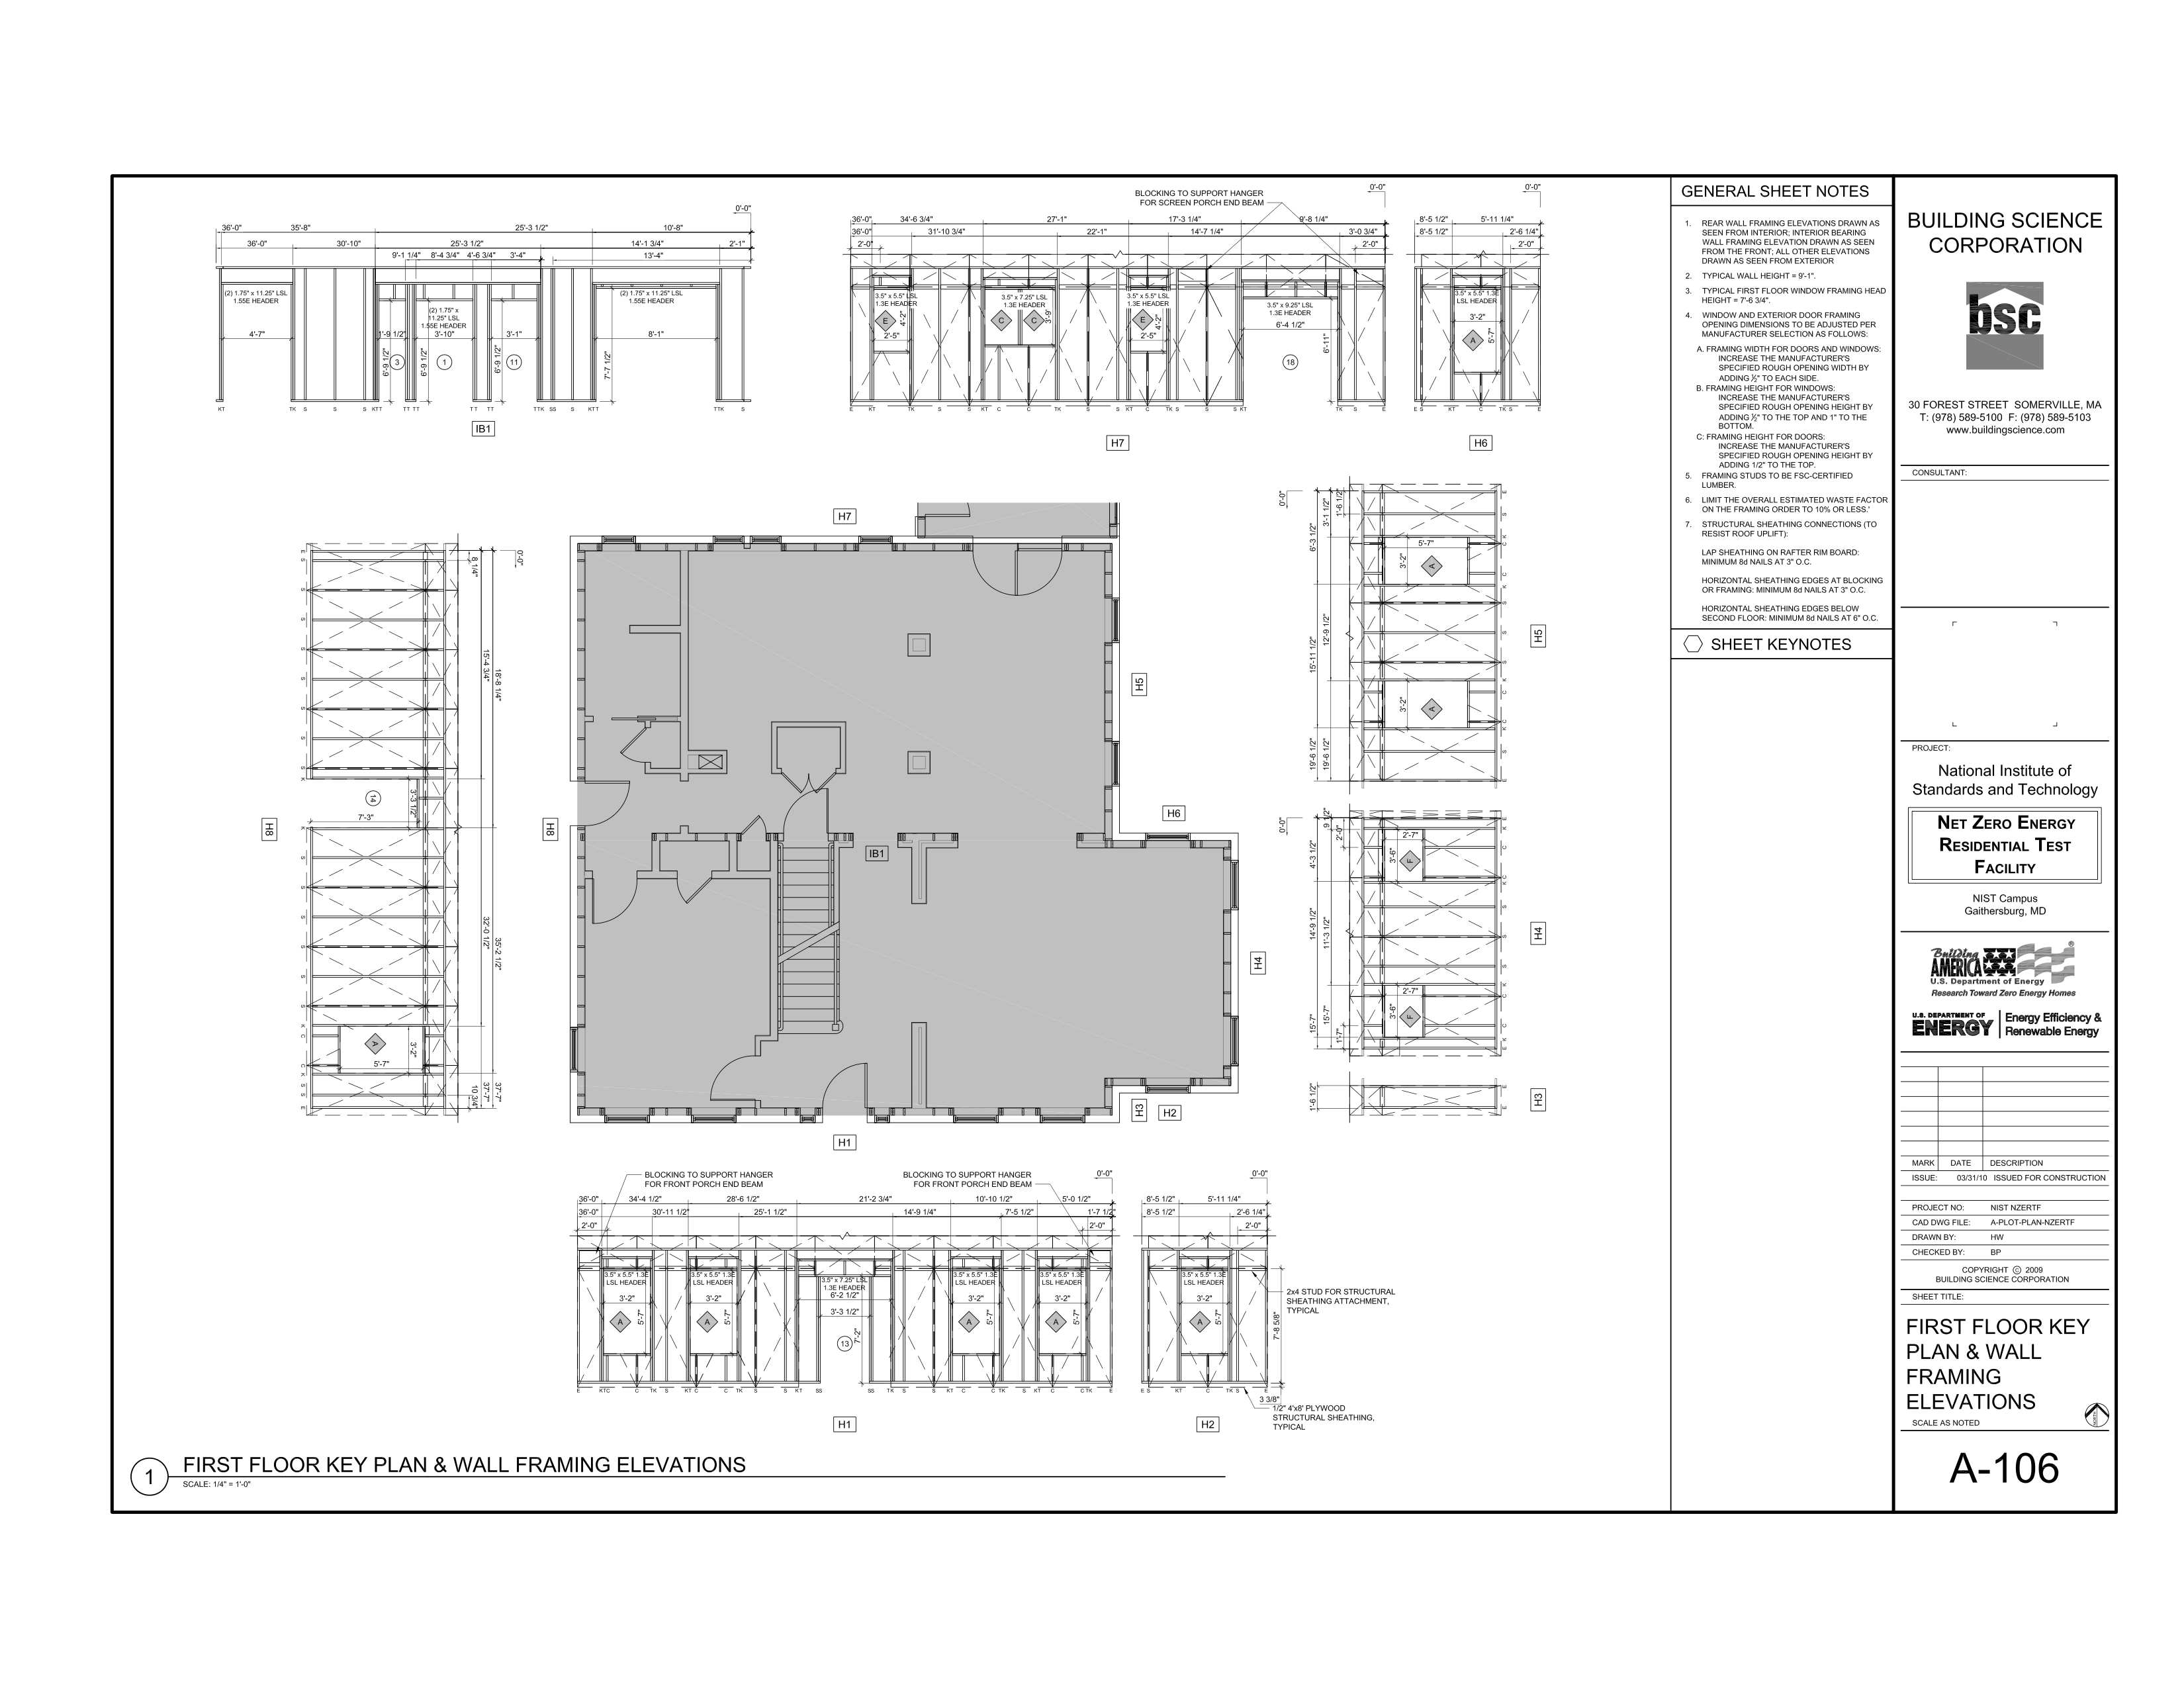 0'-0"
36'-0" 35'-8" 25'-3 1/2" 10'-8"
36'-0" 30'-10" 25'-3 1/2" 14'-1 3/4" 2'-1"
9'-1 1/4" 8'-4 3/4" 4'-6 3/4" 3'-4" 13'-4"
(2) 1.75" x 11.25" LSL
1.55E HEADER
(2) 1.75" x
11.25" LSL
1.55E HEADER
(2) 1.75" x 11.25" LSL
1.55E HEADER
4'-7" 1'-9 1/2" 3'-10" 3'-1" 8'-1"
6'-9 1/2" 6'-9 1/2" 6'-9 1/2" 7'-7 1/2"
3 1 11
KT TK S S S KTT TT TT TT TT TTK SS S KTT TTK S
IB1
BLOCKING TO SUPPORT HANGER
FOR SCREEN PORCH END BEAM
0'-0"
36'-0" 34'-6 3/4" 27'-1" 17'-3 1/4" 9'-8 1/4"
36'-0" 31'-10 3/4" 22'-1" 14'-7 1/4" 3'-0 3/4"
2'-0" 2'-0"
3.5" x 5.5" LSL
1.3E HEADER
3.5" x 7.25" LSL
1.3E HEADER
3.5" x 5.5" LSL
1.3E HEADER
3.5" x 9.25" LSL
1.3E HEADER
E C C E
4'-2" 3'-9" 4'-2"
2'-5" 2'-5" 6'-4 1/2" 6'-11"
18
E KT TK S S KT C C TK S S KT C TK S S S KT TK S E
H7
0'-0"
8'-5 1/2" 5'-11 1/4"
8'-5 1/2" 2'-6 1/4"
2'-0"
3.5" x 5.5" 1.3E
LSL HEADER
3'-2"
A 5'-7"
E S KT C TK S E
H6
0'-0"
8 1/4"
15'-4 3/4" 18'-8 1/4"
14
3'-3 1/2"
7'-3"
32'-0 1/2" 35'-2 1/2"
A
3'-2"
5'-7"
10 3/4" 37'-7" 37'-7"
H8
H7
H5
H6
H8
IB1
H4
H3
H2
H1
0'-0"
1'-6 1/2"
3'-1 1/2"
6'-3 1/2"
5'-7"
3'-2"
A
12'-9 1/2"
15'-11 1/2"
3'-2"
A
19'-6 1/2" 19'-6 1/2"
H5
0'-0"
9 1/2"
2'-0"
4'-3 1/2"
2'-7"
3'-6"
F
11'-3 1/2"
14'-9 1/2"
2'-7"
3'-6"
F
15'-7" 15'-7" 1'-7"
H4
1'-6 1/2"
H3
BLOCKING TO SUPPORT HANGER
FOR FRONT PORCH END BEAM
BLOCKING TO SUPPORT HANGER
FOR FRONT PORCH END BEAM
0'-0"
36'-0" 34'-4 1/2" 28'-6 1/2" 21'-2 3/4" 10'-10 1/2" 5'-0 1/2"
36'-0" 30'-11 1/2" 25'-1 1/2" 14'-9 1/4" 7'-5 1/2" 1'-7 1/2"
2'-0" 2'-0"
3.5" x 5.5" 1.3E
LSL HEADER
3.5" x 5.5" 1.3E
LSL HEADER
3.5" x 7.25" LSL
1.3E HEADER
3.5" x 5.5" 1.3E
LSL HEADER
3.5" x 5.5" 1.3E
LSL HEADER
3'-2" 3'-2" 6'-2 1/2" 3'-2" 3'-2"
3'-3 1/2"
A 5'-7" A 5'-7" A 5'-7" A 5'-7"
13 7'-2"
E KTC C TK S KT C C TK S S KT SS SS TK S S KT C C TK S KT C C TK E
H1
0'-0"
8'-5 1/2" 5'-11 1/4"
8'-5 1/2" 2'-6 1/4"
2'-0"
3.5" x 5.5" 1.3E
LSL HEADER
3'-2"
A 5'-7"
7'-8 5/8"
2x4 STUD FOR STRUCTURAL
SHEATHING ATTACHMENT,
TYPICAL
E S KT C TK S E
3 3/8"
1/2" 4'x8' PLYWOOD
STRUCTURAL SHEATHING,
TYPICAL
H2
1 FIRST FLOOR KEY PLAN & WALL FRAMING ELEVATIONS
SCALE: 1/4" = 1'-0"
GENERAL SHEET NOTES
1. REAR WALL FRAMING ELEVATIONS DRAWN AS
SEEN FROM INTERIOR; INTERIOR BEARING
WALL FRAMING ELEVATION DRAWN AS SEEN
FROM THE FRONT; ALL OTHER ELEVATIONS
DRAWN AS SEEN FROM EXTERIOR
2. TYPICAL WALL HEIGHT = 9'-1".
3. TYPICAL FIRST FLOOR WINDOW FRAMING HEAD
HEIGHT = 7'-6 3/4".
4. WINDOW AND EXTERIOR DOOR FRAMING
OPENING DIMENSIONS TO BE ADJUSTED PER
MANUFACTURER SELECTION AS FOLLOWS:
A. FRAMING WIDTH FOR DOORS AND WINDOWS:
INCREASE THE MANUFACTURER'S
SPECIFIED ROUGH OPENING WIDTH BY
ADDING ½" TO EACH SIDE.
B. FRAMING HEIGHT FOR WINDOWS:
INCREASE THE MANUFACTURER'S
SPECIFIED ROUGH OPENING HEIGHT BY
ADDING ½" TO THE TOP AND 1" TO THE
BOTTOM.
C: FRAMING HEIGHT FOR DOORS:
INCREASE THE MANUFACTURER'S
SPECIFIED ROUGH OPENING HEIGHT BY
ADDING 1/2" TO THE TOP.
5. FRAMING STUDS TO BE FSC-CERTIFIED
LUMBER.
6. LIMIT THE OVERALL ESTIMATED WASTE FACTOR
ON THE FRAMING ORDER TO 10% OR LESS.'
7. STRUCTURAL SHEATHING CONNECTIONS (TO
RESIST ROOF UPLIFT):
LAP SHEATHING ON RAFTER RIM BOARD:
MINIMUM 8d NAILS AT 3" O.C.
HORIZONTAL SHEATHING EDGES AT BLOCKING
OR FRAMING: MINIMUM 8d NAILS AT 3" O.C.
HORIZONTAL SHEATHING EDGES BELOW
SECOND FLOOR: MINIMUM 8d NAILS AT 6" O.C.
SHEET KEYNOTES
BUILDING SCIENCE
CORPORATION
bsc
30 FOREST STREET SOMERVILLE, MA
T: (978) 589-5100 F: (978) 589-5103
www.buildingscience.com
CONSULTANT:
PROJECT:
National Institute of
Standards and Technology
NET ZERO ENERGY
RESIDENTIAL TEST
FACILITY
NIST Campus
Gaithersburg, MD
Building
AMERICA ®
U.S. Department of Energy
Research Toward Zero Energy Homes
U.S. DEPARTMENT OF
ENERGY
Energy Efficiency &
Renewable Energy
MARK DATE DESCRIPTION
ISSUE: 03/31/10 ISSUED FOR CONSTRUCTION
PROJECT NO: NIST NZERTF
CAD DWG FILE: A-PLOT-PLAN-NZERTF
DRAWN BY: HW
CHECKED BY: BP
COPYRIGHT © 2009
BUILDING SCIENCE CORPORATION
SHEET TITLE:
FIRST FLOOR KEY
PLAN & WALL
FRAMING
ELEVATIONS
SCALE AS NOTED
A-106